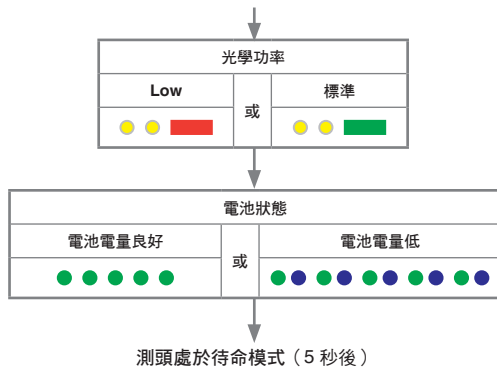 光學功率
Low 或 標準
電池狀態
電池電量良好 或 電池電量低
測頭處於待命模式（5 秒後）